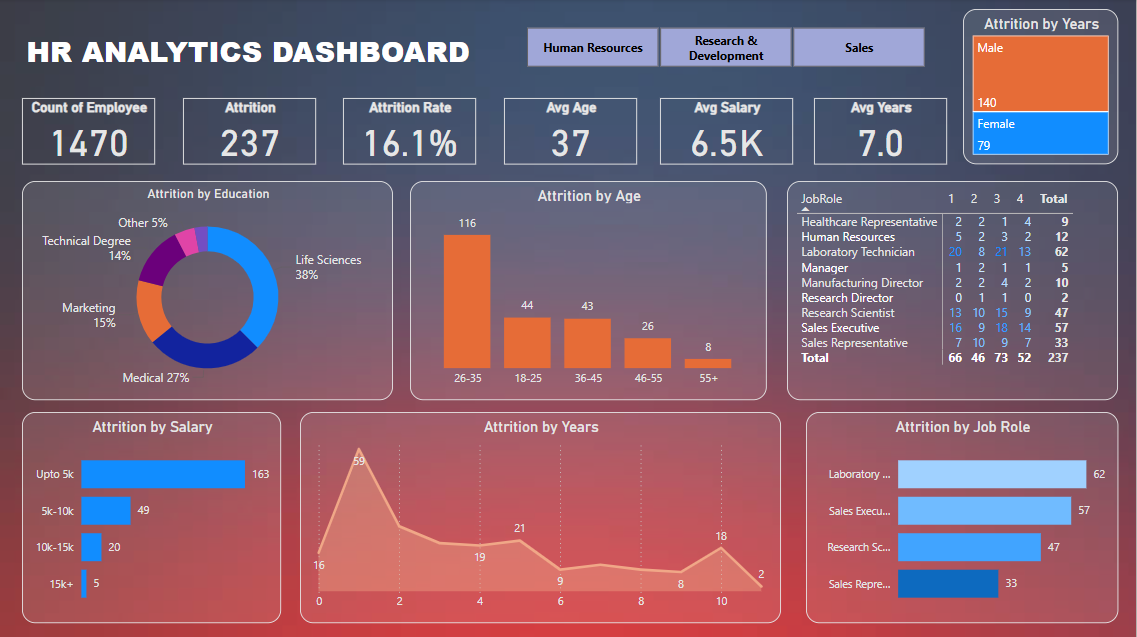 HR ANALYTICS DASHBOARD
Human Resources
Research &
Development
Sales
Attrition by Years
Male
140
Female
79
Count of Employee
1470
Attrition
237
Attrition Rate
16.1%
Avg Age
37
Avg Salary
6.5K
Avg Years
7.0
Attrition by Education
Other 5%
Technical Degree
14%
Life Sciences
38%
Marketing
15%
Medical 27%
Attrition by Age
116
44
43
26
8
26-35 18-25 36-45 46-55 55+
JobRole 1 2 3 4 Total
Healthcare Representative 2 2 1 4 9
Human Resources 5 2 3 2 12
Laboratory Technician 20 8 21 13 62
Manager 1 2 1 1 5
Manufacturing Director 2 2 4 2 10
Research Director 0 1 1 0 2
Research Scientist 13 10 15 9 47
Sales Executive 16 9 18 14 57
Sales Representative 7 10 9 7 33
Total 66 46 73 52 237
Attrition by Salary
Upto 5k 163
5k-10k 49
10k-15k 20
15k+ 5
Attrition by Years
59
16
19
21
9
8
18
2
0 2 4 6 8 10
Attrition by Job Role
Laboratory ... 62
Sales Execu... 57
Research Sc... 47
Sales Repre... 33